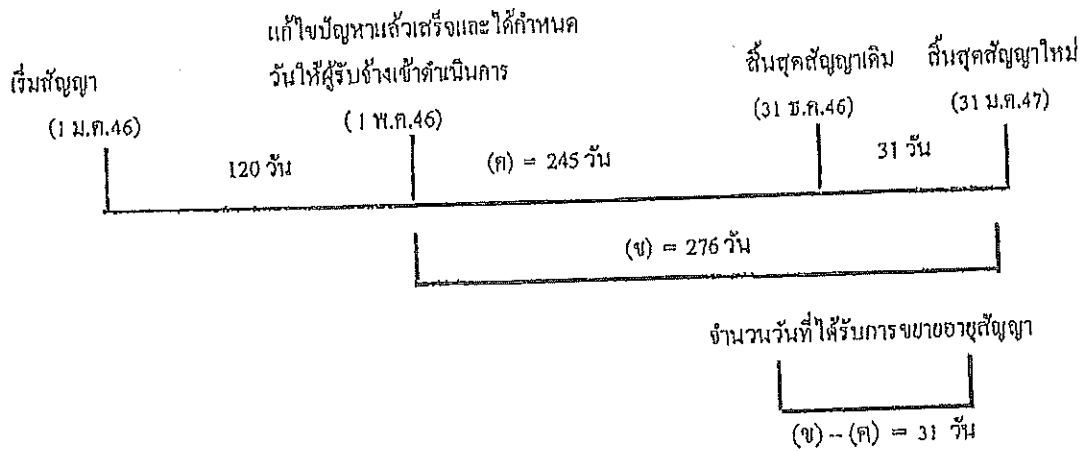 แก้ไขปัญหาแล้วเสร็จและได้กำหนด
วันให้ผู้รับจ้างเข้าดำเนินการ
เริ่มสัญญา
สิ้นสุดสัญญาเดิม
สิ้นสุดสัญญาใหม่
(1 ม.ค.46)
(1 พ.ค.46)
(31 ธ.ค.46)
(31 ม.ค.47)
120 วัน
(ค) = 245 วัน
31 วัน
(ข) = 276 วัน
จำนวนวันที่ได้รับการขยายอายุสัญญา
(ข) -- (ค) = 31 วัน